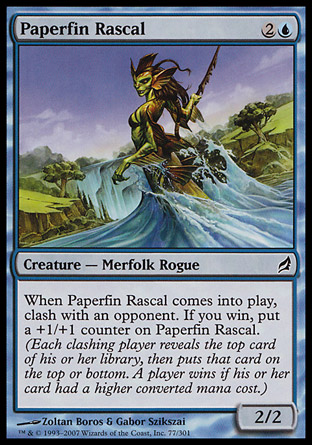 Paperfin Rascal 2
Creature — Merfolk Rogue
When Paperfin Rascal comes into play,
clash with an opponent. If you win, put
a +1/+1 counter on Paperfin Rascal.
(Each clashing player reveals the top card
of his or her library, then puts that card on
the top or bottom. A player wins if his or her
card had a higher converted mana cost.)
Zoltan Boros & Gabor Szikszai
™ & © 1993–2007 Wizards of the Coast, Inc. 77/301
2/2